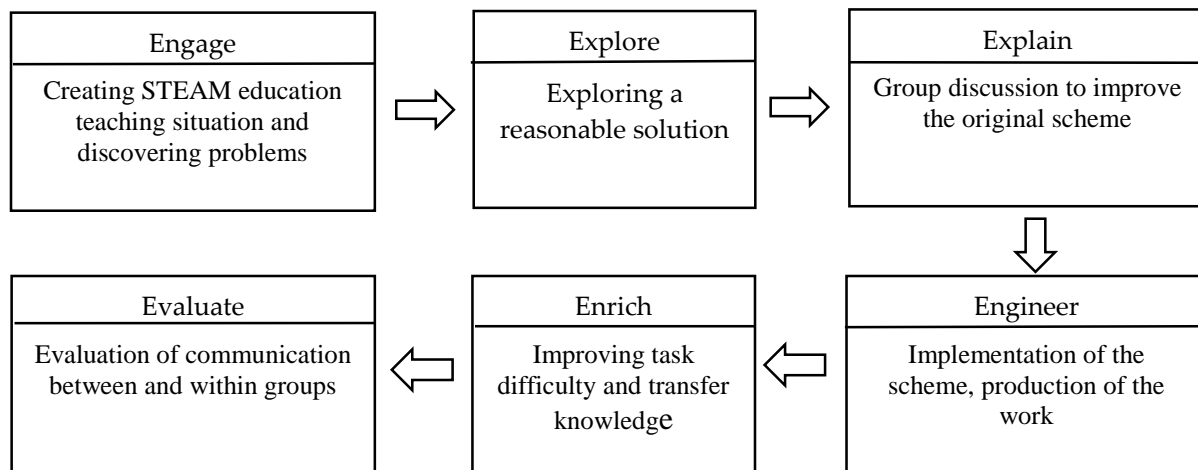 Engage
Creating STEAM education
teaching situation and
discovering problems
Explore
Exploring a
reasonable solution
Explain
Group discussion to improve
the original scheme
Engineer
Implementation of the
scheme, production of the
work
Enrich
Improving task
difficulty and transfer
knowledge
Evaluate
Evaluation of communication
between and within groups